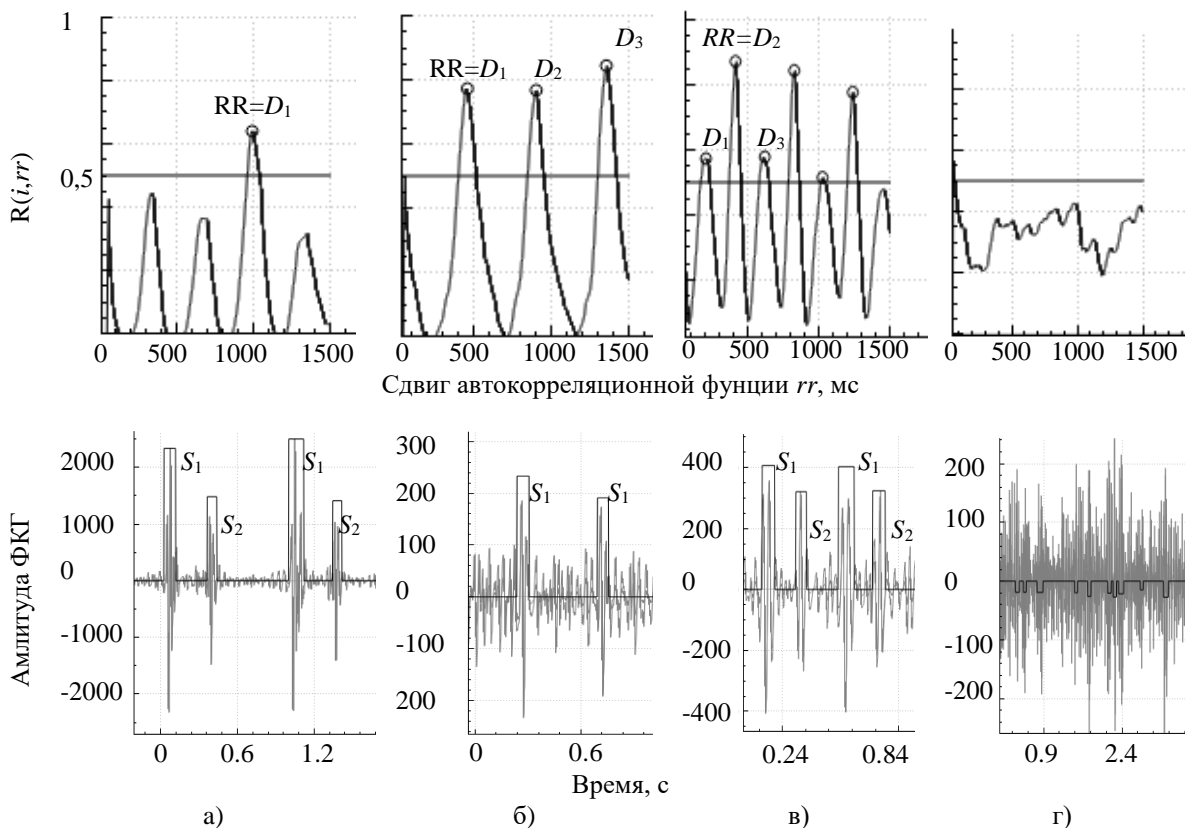 1
0,5
R(i,rr)
RR=D1
RR=D1
D2
D3
RR=D2
D1
D3
0 500 1000 1500
0 500 1000 1500
0 500 1000 1500
0 500 1000 1500
Сдвиг автокорреляционной фунции rr, мс
Амлитуда ФКГ
2000
1000
0
-1000
-2000
S1
S2
S1
S2
0 0.6 1.2
300
200
100
0
-100
200
S1
S1
0 0.6
400
200
0
-200
-400
S1
S2
S1
S2
0.24 0.84
200
100
0
-100
-200
0.9 2.4
Время, с
а) б) в) г)